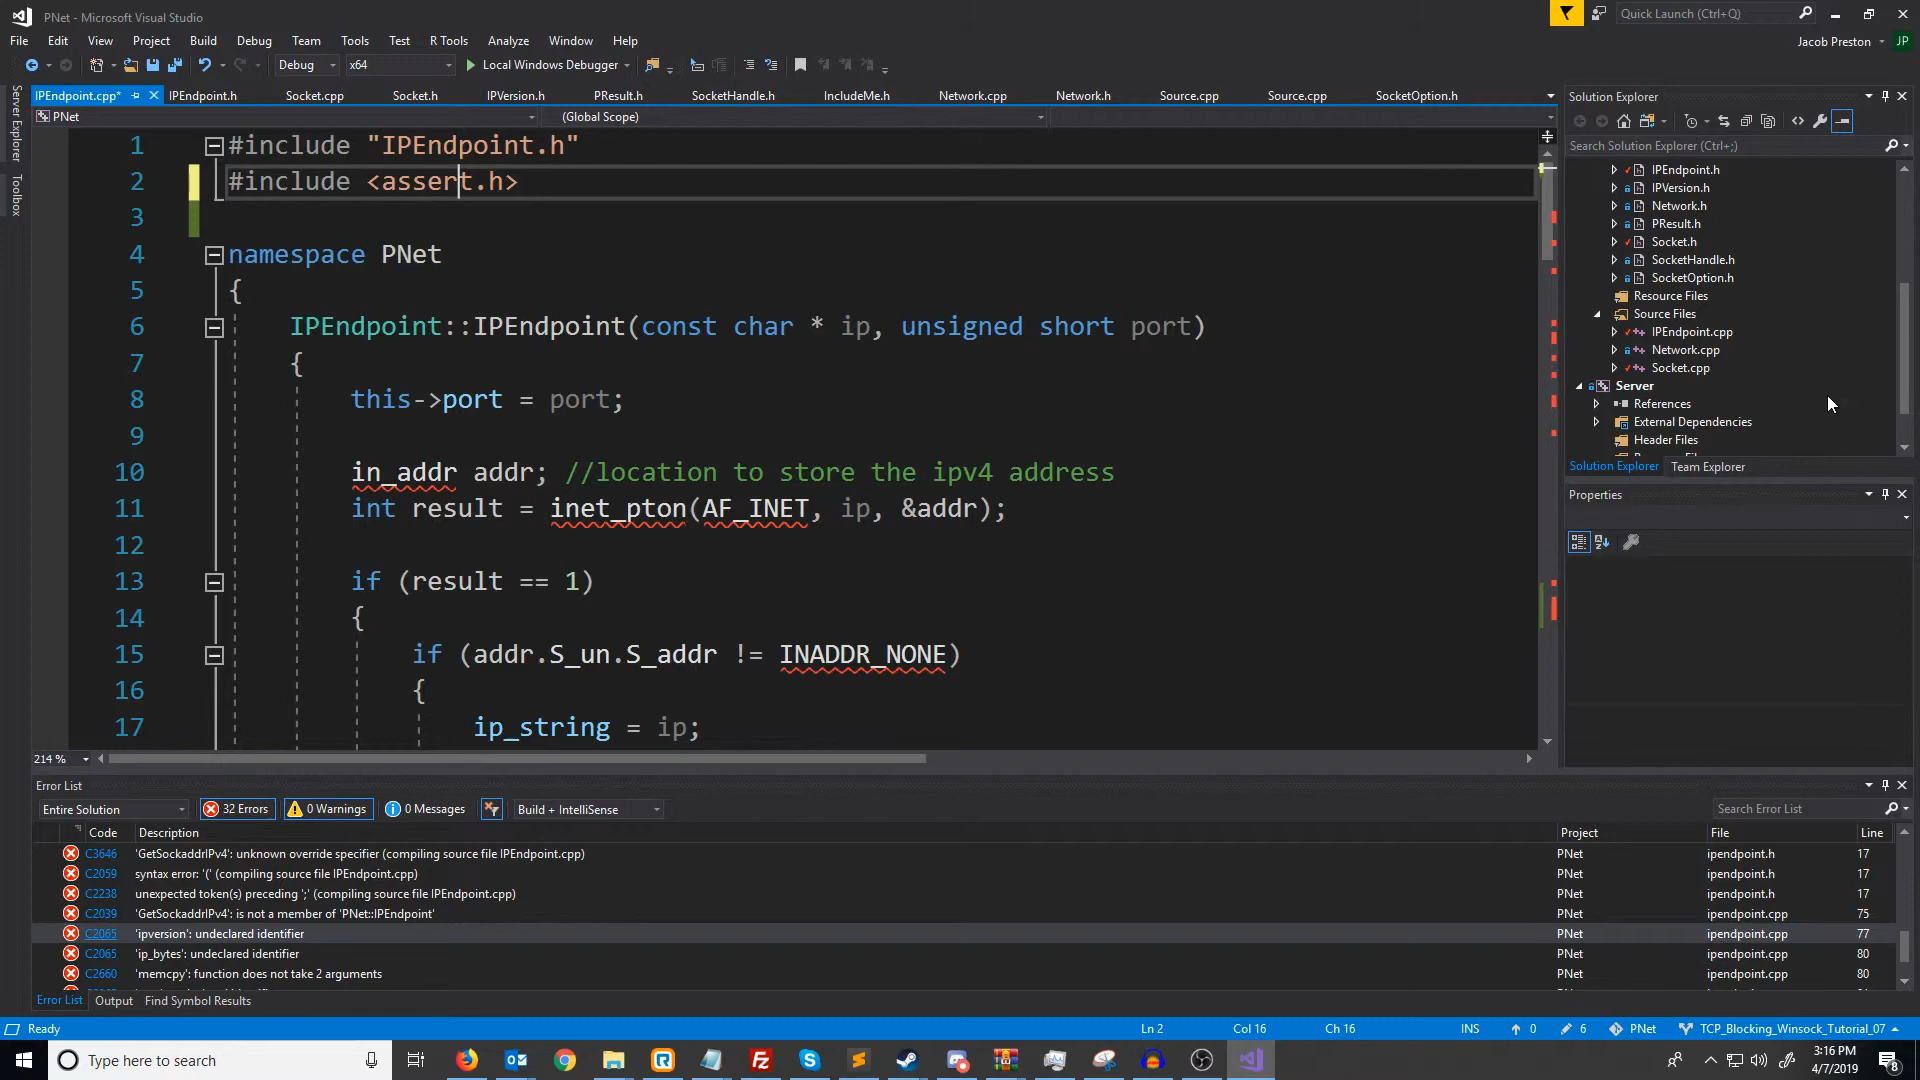 PNet - Microsoft Visual Studio
Quick Launch (Ctrl+Q)
File Edit View Project Build Debug Team Tools Test R Tools Analyze Window Help
Jacob Preston JP
Debug x64 Local Windows Debugger
Server Explorer
Toolbox
IPEndpoint.cpp* IPEndpoint.h Socket.cpp Socket.h IPVersion.h PResult.h SocketHandle.h IncludeMe.h Network.cpp Network.h Source.cpp Source.cpp SocketOption.h
PNet (Global Scope)
1 #include "IPEndpoint.h"
2 #include <assert.h>
3
4 namespace PNet
5 {
6 IPEndpoint::IPEndpoint(const char * ip, unsigned short port)
7 {
8 this->port = port;
9
10 in_addr addr; //location to store the ipv4 address
11 int result = inet_pton(AF_INET, ip, &addr);
12
13 if (result == 1)
14 {
15 if (addr.S_un.S_addr != INADDR_NONE)
16 {
17 ip_string = ip;
214 %
Solution Explorer
Search Solution Explorer (Ctrl+;)
IPEndpoint.h
IPVersion.h
Network.h
PResult.h
Socket.h
SocketHandle.h
SocketOption.h
Resource Files
Source Files
IPEndpoint.cpp
Network.cpp
Socket.cpp
Server
References
External Dependencies
Header Files
Solution Explorer Team Explorer
Properties
Error List
Entire Solution 32 Errors 0 Warnings 0 Messages Build + IntelliSense Search Error List
Code Description Project File Line
C3646 'GetSockaddrIPv4': unknown override specifier (compiling source file IPEndpoint.cpp) PNet ipendpoint.h 17
C2059 syntax error: '(' (compiling source file IPEndpoint.cpp) PNet ipendpoint.h 17
C2238 unexpected token(s) preceding ';' (compiling source file IPEndpoint.cpp) PNet ipendpoint.h 17
C2039 'GetSockaddrIPv4': is not a member of 'PNet::IPEndpoint' PNet ipendpoint.cpp 75
C2065 'ipversion': undeclared identifier PNet ipendpoint.cpp 77
C2065 'ip_bytes': undeclared identifier PNet ipendpoint.cpp 80
C2660 'memcpy': function does not take 2 arguments PNet ipendpoint.cpp 80
Error List Output Find Symbol Results
Ready Ln 2 Col 16 Ch 16 INS 0 6 PNet TCP_Blocking_Winsock_Tutorial_07
Type here to search
3:16 PM
4/7/2019
8